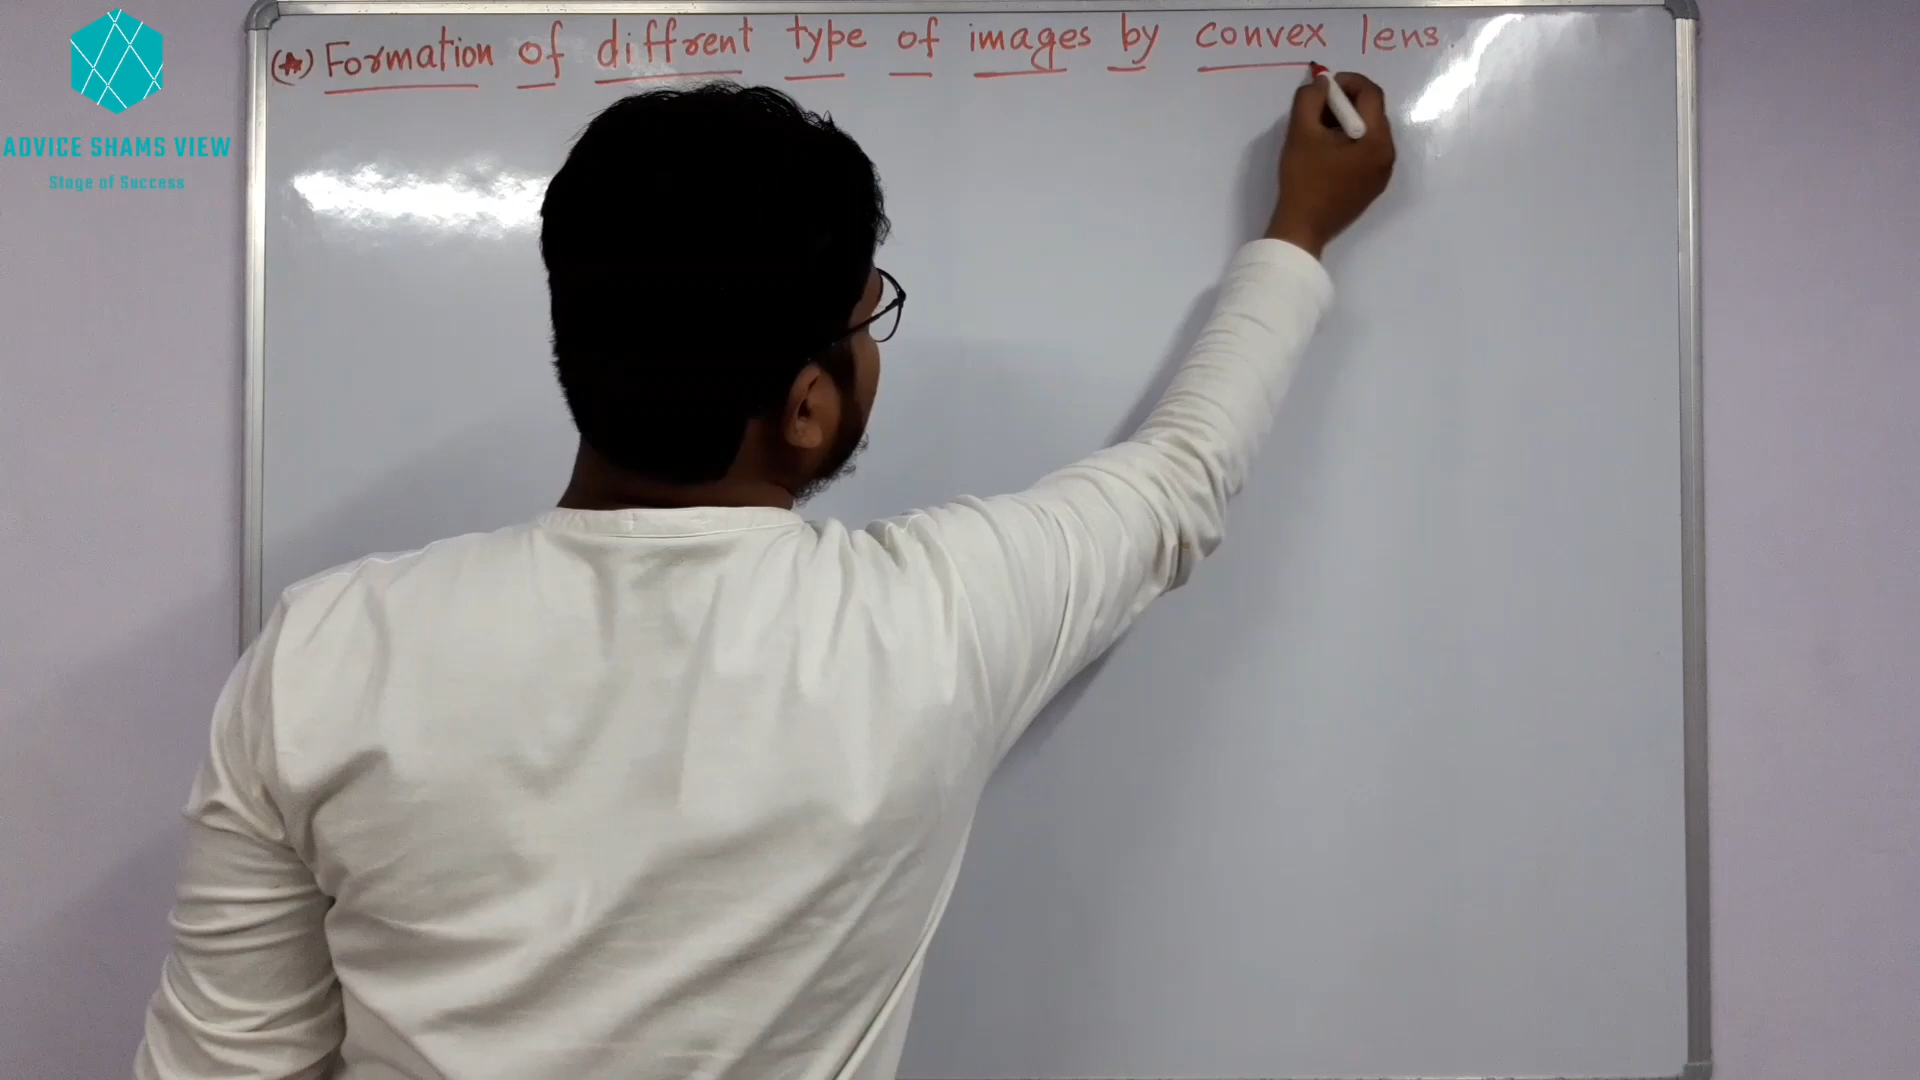 (*) Formation of diffrent type of images by convex lens.
ADVICE SHAMS VIEW
Stage of Success